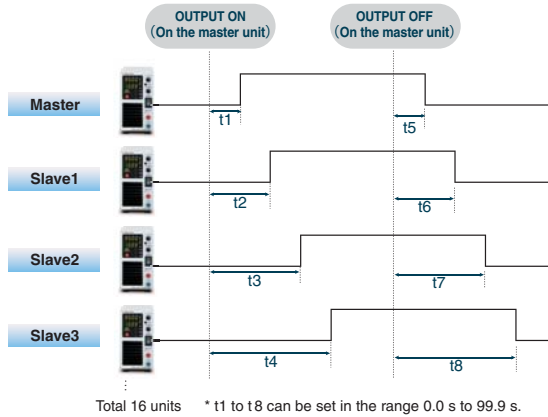 OUTPUT ON
(On the master unit)
OUTPUT OFF
(On the master unit)
Master
t1
t5
Slave1
t2
t6
Slave2
t3
t7
Slave3
t4
t8
Total 16 units
* t1 to t8 can be set in the range 0.0 s to 99.9 s.